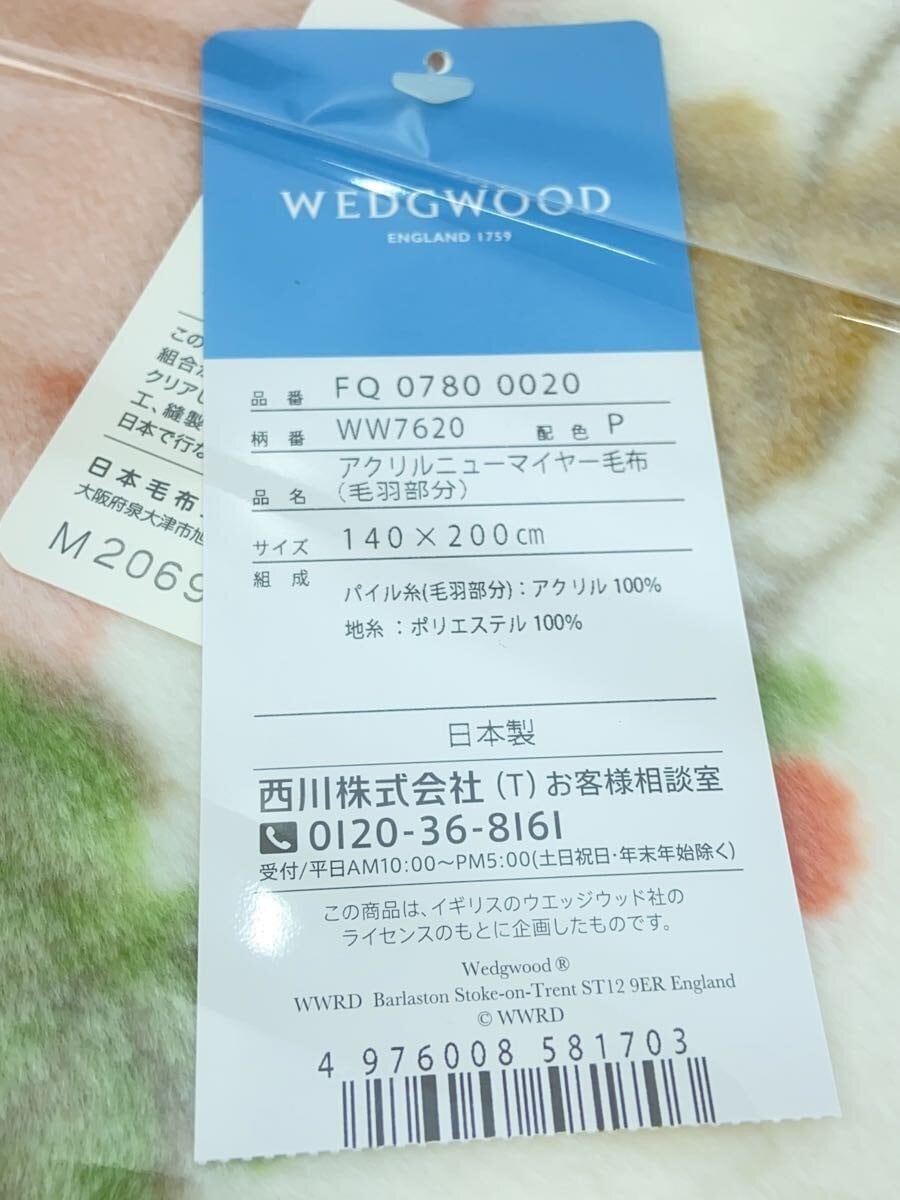 WEDGWOOD
ENGLAND 1759
品番 FQ 0780 0020
柄番 WW7620 配色 P
品名 アクリルニューマイヤー毛布
(毛羽部分)
サイズ 140×200cm
組成
パイル糸(毛羽部分)：アクリル 100%
地糸：ポリエステル 100%
日本製
西川株式会社 (T) お客様相談室
0120-36-8161
受付/平日AM10:00〜PM5:00(土日祝日・年末年始除く)
この商品は、イギリスのウエッジウッド社の
ライセンスのもとに企画したものです。
Wedgwood®
WWRD Barlaston Stoke-on-Trent ST12 9ER England
© WWRD
4 976008 581703
この
組合
クリアし
工、縫製
日本で行な
日本毛布
大阪府泉大津市旭
M2069